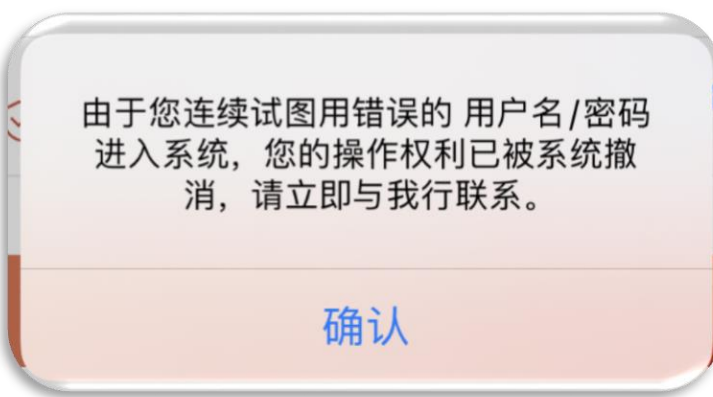 由于您连续试图用错误的 用户名/密码
进入系统，您的操作权利已被系统撤
消，请立即与我行联系。
确认